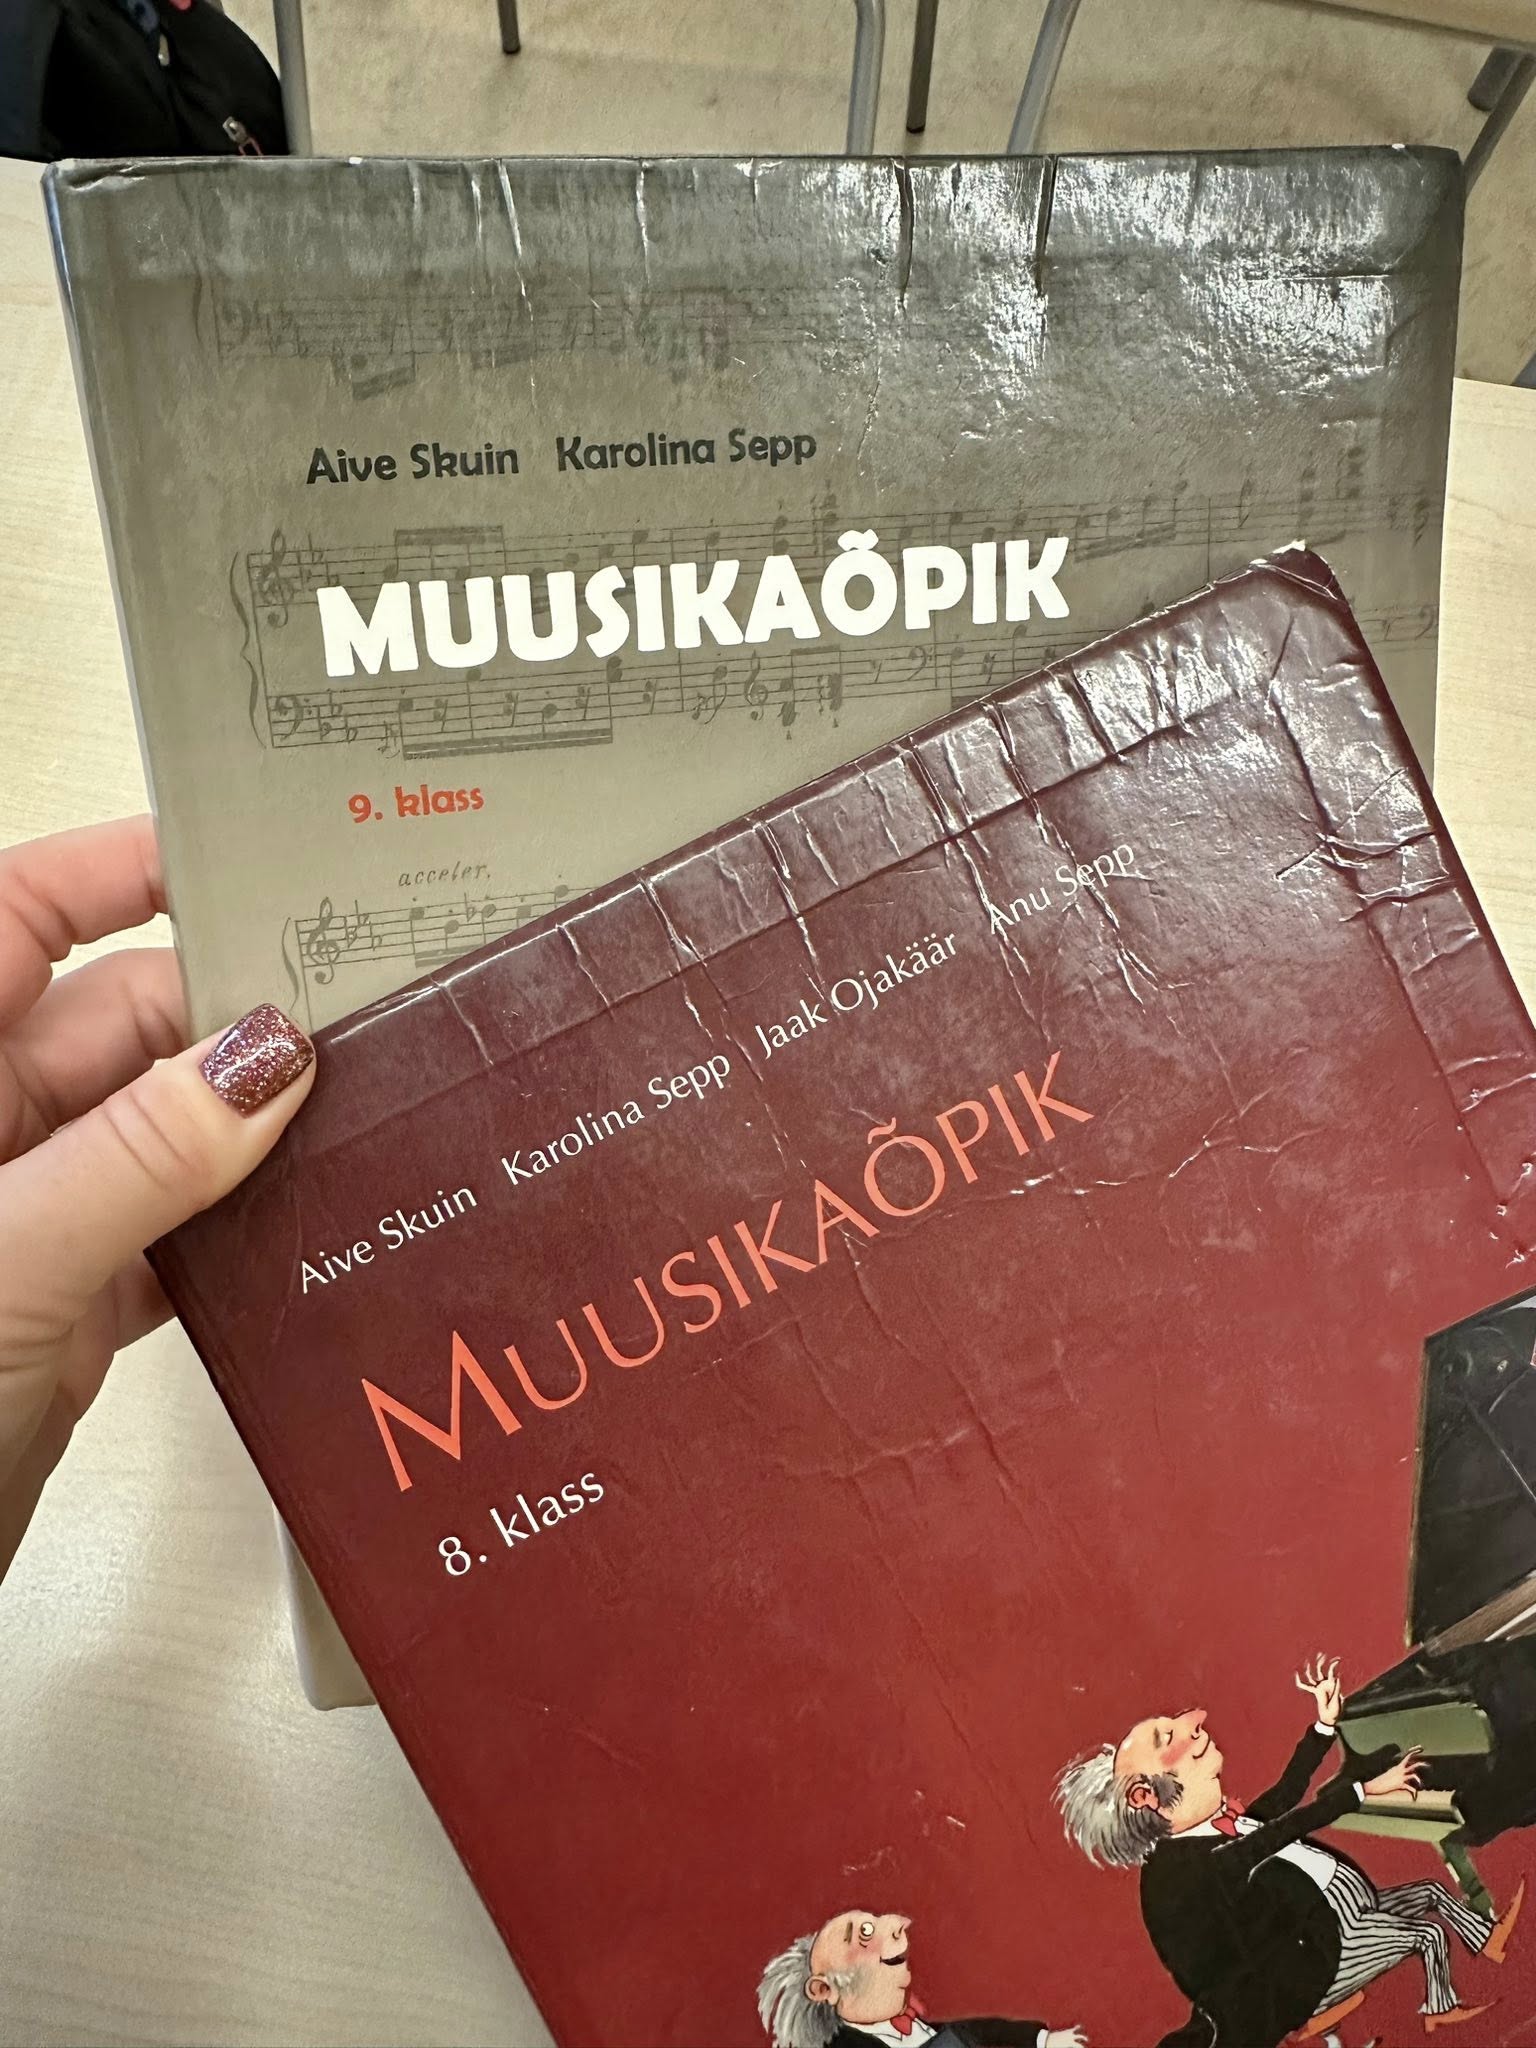 Aive Skuin Karolina Sepp
MUUSIKAÕPIK
9. klass
acceler.
Aive Skuin Karolina Sepp Jaak Ojakäär Anu Sepp
MUUSIKAÕPIK
8. klass